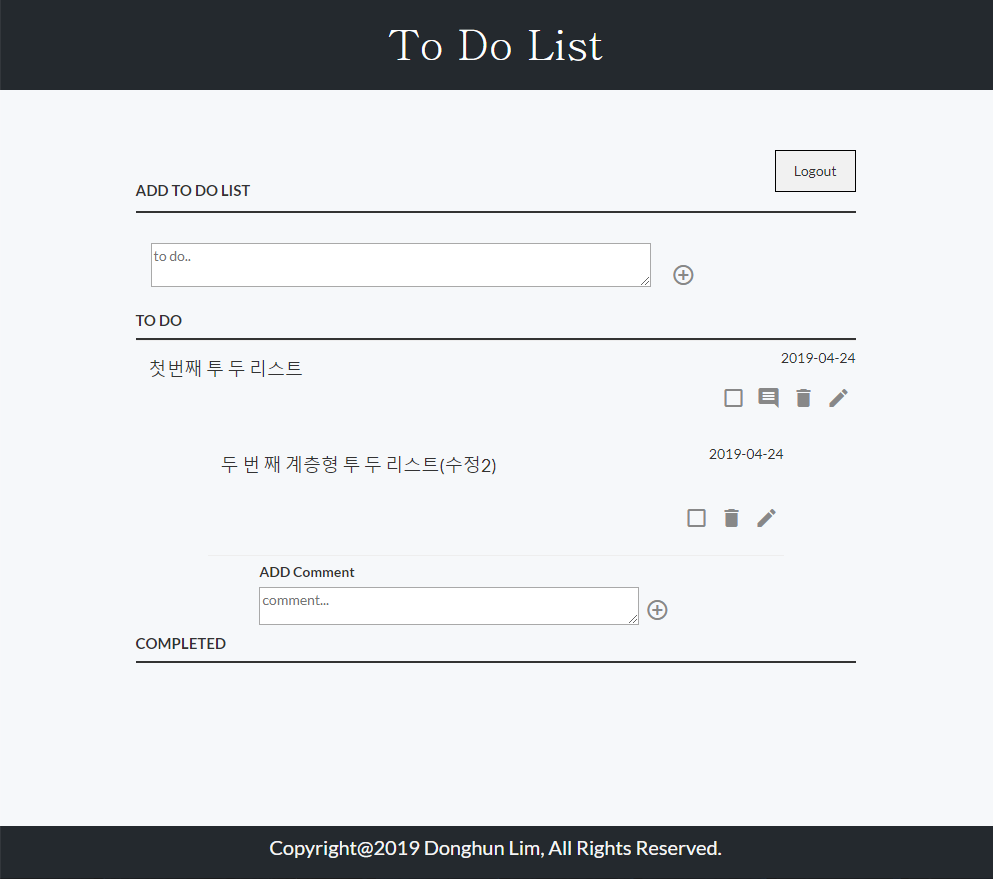 To Do List
Logout
ADD TO DO LIST
to do..
TO DO
첫번째 투 두 리스트
2019-04-24
두 번 째 계층형 투 두 리스트(수정2)
2019-04-24
ADD Comment
comment...
COMPLETED
Copyright@2019 Donghun Lim, All Rights Reserved.